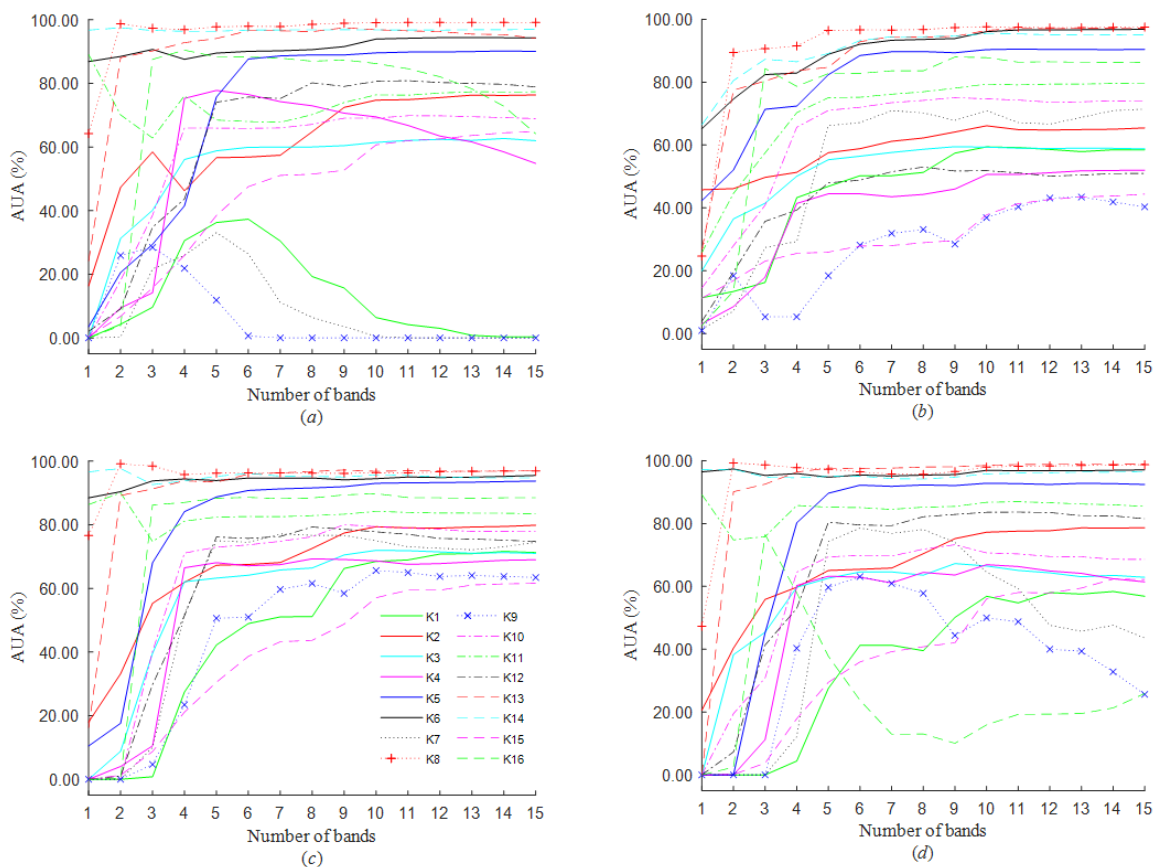 100.00
80.00
60.00
40.00
20.00
0.00
AUA (%)
1 2 3 4 5 6 7 8 9 10 11 12 13 14 15
Number of bands
(a)
100.00
80.00
60.00
40.00
20.00
0.00
AUA (%)
1 2 3 4 5 6 7 8 9 10 11 12 13 14 15
Number of bands
(b)
100.00
80.00
60.00
40.00
20.00
0.00
AUA (%)
K1 K9
K2 K10
K3 K11
K4 K12
K5 K13
K6 K14
K7 K15
K8 K16
1 2 3 4 5 6 7 8 9 10 11 12 13 14 15
Number of bands
(c)
100.00
80.00
60.00
40.00
20.00
0.00
AUA (%)
1 2 3 4 5 6 7 8 9 10 11 12 13 14 15
Number of bands
(d)